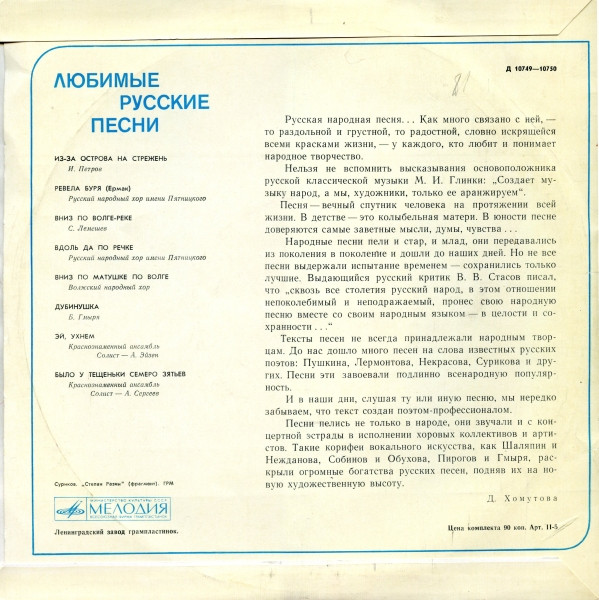 Д 10749—10750
ЛЮБИМЫЕ
РУССКИЕ
ПЕСНИ
ИЗ-ЗА ОСТРОВА НА СТРЕЖЕНЬ
И. Петров
РЕВЕЛА БУРЯ (Ермак)
Русский народный хор имени Пятницкого
ВНИЗ ПО ВОЛГЕ-РЕКЕ
С. Лемешев
ВДОЛЬ ДА ПО РЕЧКЕ
Русский народный хор имени Пятницкого
ВНИЗ ПО МАТУШКЕ ПО ВОЛГЕ
Волжский народный хор
ДУБИНУШКА
Б. Гмыря
ЭЙ, УХНЕМ
Краснознаменный ансамбль
Солист — А. Эйзен
БЫЛО У ТЕЩЕНЬКИ СЕМЕРО ЗЯТЬЕВ
Краснознаменный ансамбль
Солист — А. Сергеев
Суриков. „Степан Разин" (фрагмент). ГРМ
МИНИСТЕРСТВО КУЛЬТУРЫ СССР
МЕЛОДИЯ
ВСЕСОЮЗНАЯ ФИРМА ГРАМПЛАСТИНОК
Ленинградский завод грампластинок.
81
Русская народная песня... Как много связано с ней, —
то раздольной и грустной, то радостной, словно искрящейся
всеми красками жизни, — у каждого, кто любит и понимает
народное творчество.
Нельзя не вспомнить высказывания основоположника
русской классической музыки М. И. Глинки: „Создает му-
зыку народ, а мы, художники, только ее аранжируем".
Песня — вечный спутник человека на протяжении всей
жизни. В детстве — это колыбельная матери. В юности песне
доверяются самые заветные мысли, думы, чувства...
Народные песни пели и стар, и млад, они передавались
из поколения в поколение и дошли до наших дней. Но не все
песни выдержали испытание временем — сохранились только
лучшие. Выдающийся русский критик В. В. Стасов писал,
что „сквозь все столетия русский народ, в этом отношении
непоколебимый и неподражаемый, пронес свою народную
песню вместе со своим народным языком — в целости и со-
хранности..."
Тексты песен не всегда принадлежали народным твор-
цам. До нас дошло много песен на слова известных русских
поэтов: Пушкина, Лермонтова, Некрасова, Сурикова и дру-
гих. Песни эти завоевали подлинно всенародную популяр-
ность.
И в наши дни, слушая ту или иную песню, мы нередко
забываем, что текст создан поэтом-профессионалом.
Песни пелись не только в народе, они звучали и с кон-
цертной эстрады в исполнении хоровых коллективов и арти-
стов. Такие корифеи вокального искусства, как Шаляпин и
Нежданова, Собинов и Обухова, Пирогов и Гмыря, рас-
крыли огромные богатства русских песен, подняв их на но-
вую художественную высоту.
Д. Хомутова
Цена комплекта 90 коп. Арт. 11-5